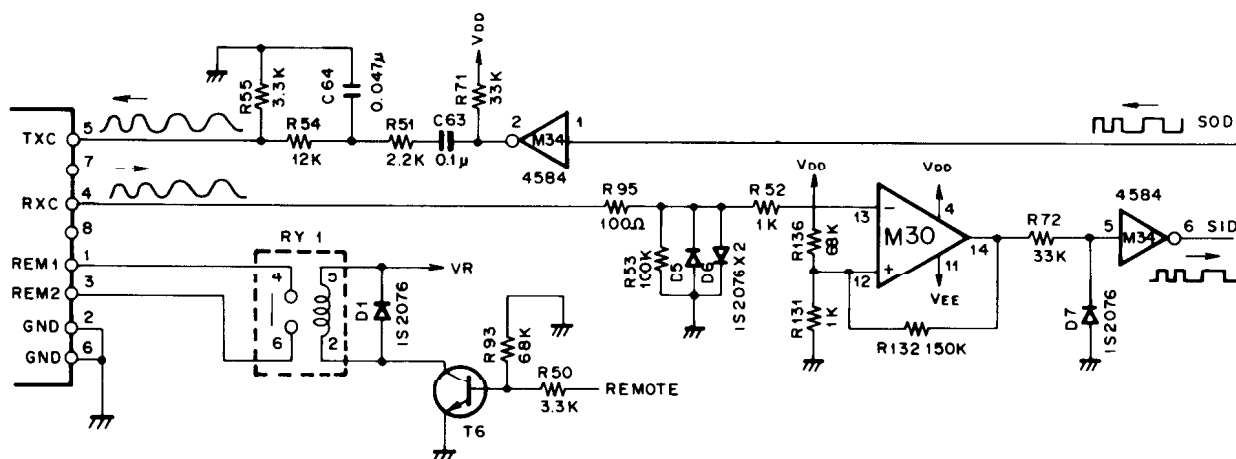 VDD
R55
3.3K
C64
0.047μ
R71
33K
TXC
5
R54
12K
R51
2.2K
C63
0.1μ
2
M34
1
4584
SOD
7
RXC
4
R95
100Ω
R52
1K
VDD
VDD
4584
8
R53
100K
D5
D6
1S2076X2
R136
68K
13
−
4
M30
14
R72
33K
5
M34
6
SID
REM1
1
RY 1
4
5
VR
+
12
11
VEE
REM2
3
D1
1S2076
R131
1K
R132 150K
D7
1S2076
GND
2
6
2
R93
68K
GND
6
R50
3.3K
REMOTE
T6